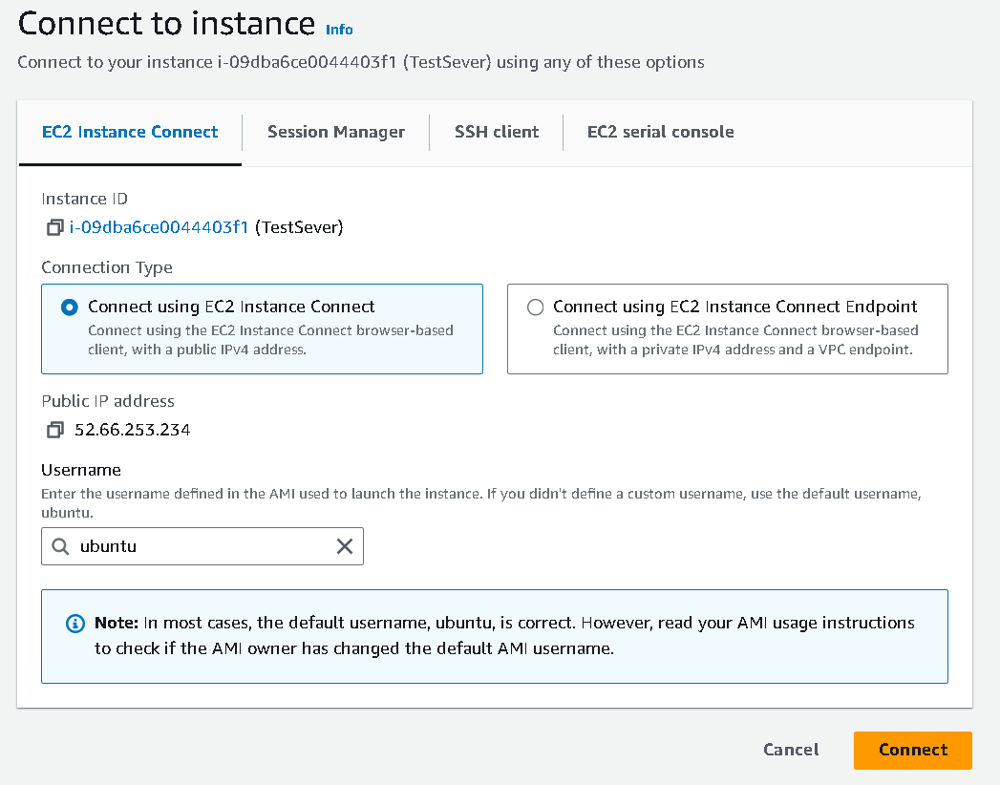 Connect to instance Info
Connect to your instance i-09dba6ce0044403f1 (TestSever) using any of these options
EC2 Instance Connect
Session Manager
SSH client
EC2 serial console
Instance ID
i-09dba6ce0044403f1 (TestSever)
Connection Type
Connect using EC2 Instance Connect
Connect using the EC2 Instance Connect browser-based
client, with a public IPv4 address.
Connect using EC2 Instance Connect Endpoint
Connect using the EC2 Instance Connect browser-based
client, with a private IPv4 address and a VPC endpoint.
Public IP address
52.66.253.234
Username
Enter the username defined in the AMI used to launch the instance. If you didn't define a custom username, use the default username,
ubuntu.
ubuntu
Note: In most cases, the default username, ubuntu, is correct. However, read your AMI usage instructions
to check if the AMI owner has changed the default AMI username.
Cancel
Connect